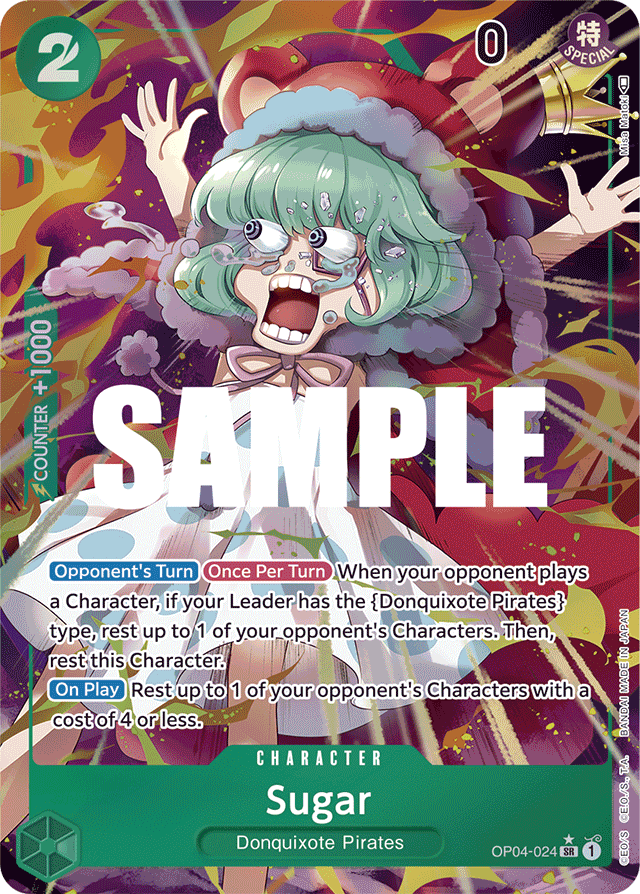 2
0
特
SPECIAL
Misa Matoki
COUNTER +1000
SAMPLE
Opponent's Turn Once Per Turn When your opponent plays
a Character, if your Leader has the {Donquixote Pirates}
type, rest up to 1 of your opponent's Characters. Then,
rest this Character.
On Play Rest up to 1 of your opponent's Characters with a
cost of 4 or less.
CHARACTER
Sugar
Donquixote Pirates
OP04-024 SR 1
©E.O/S ©E.O./S., T.A. BANDAI MADE IN JAPAN